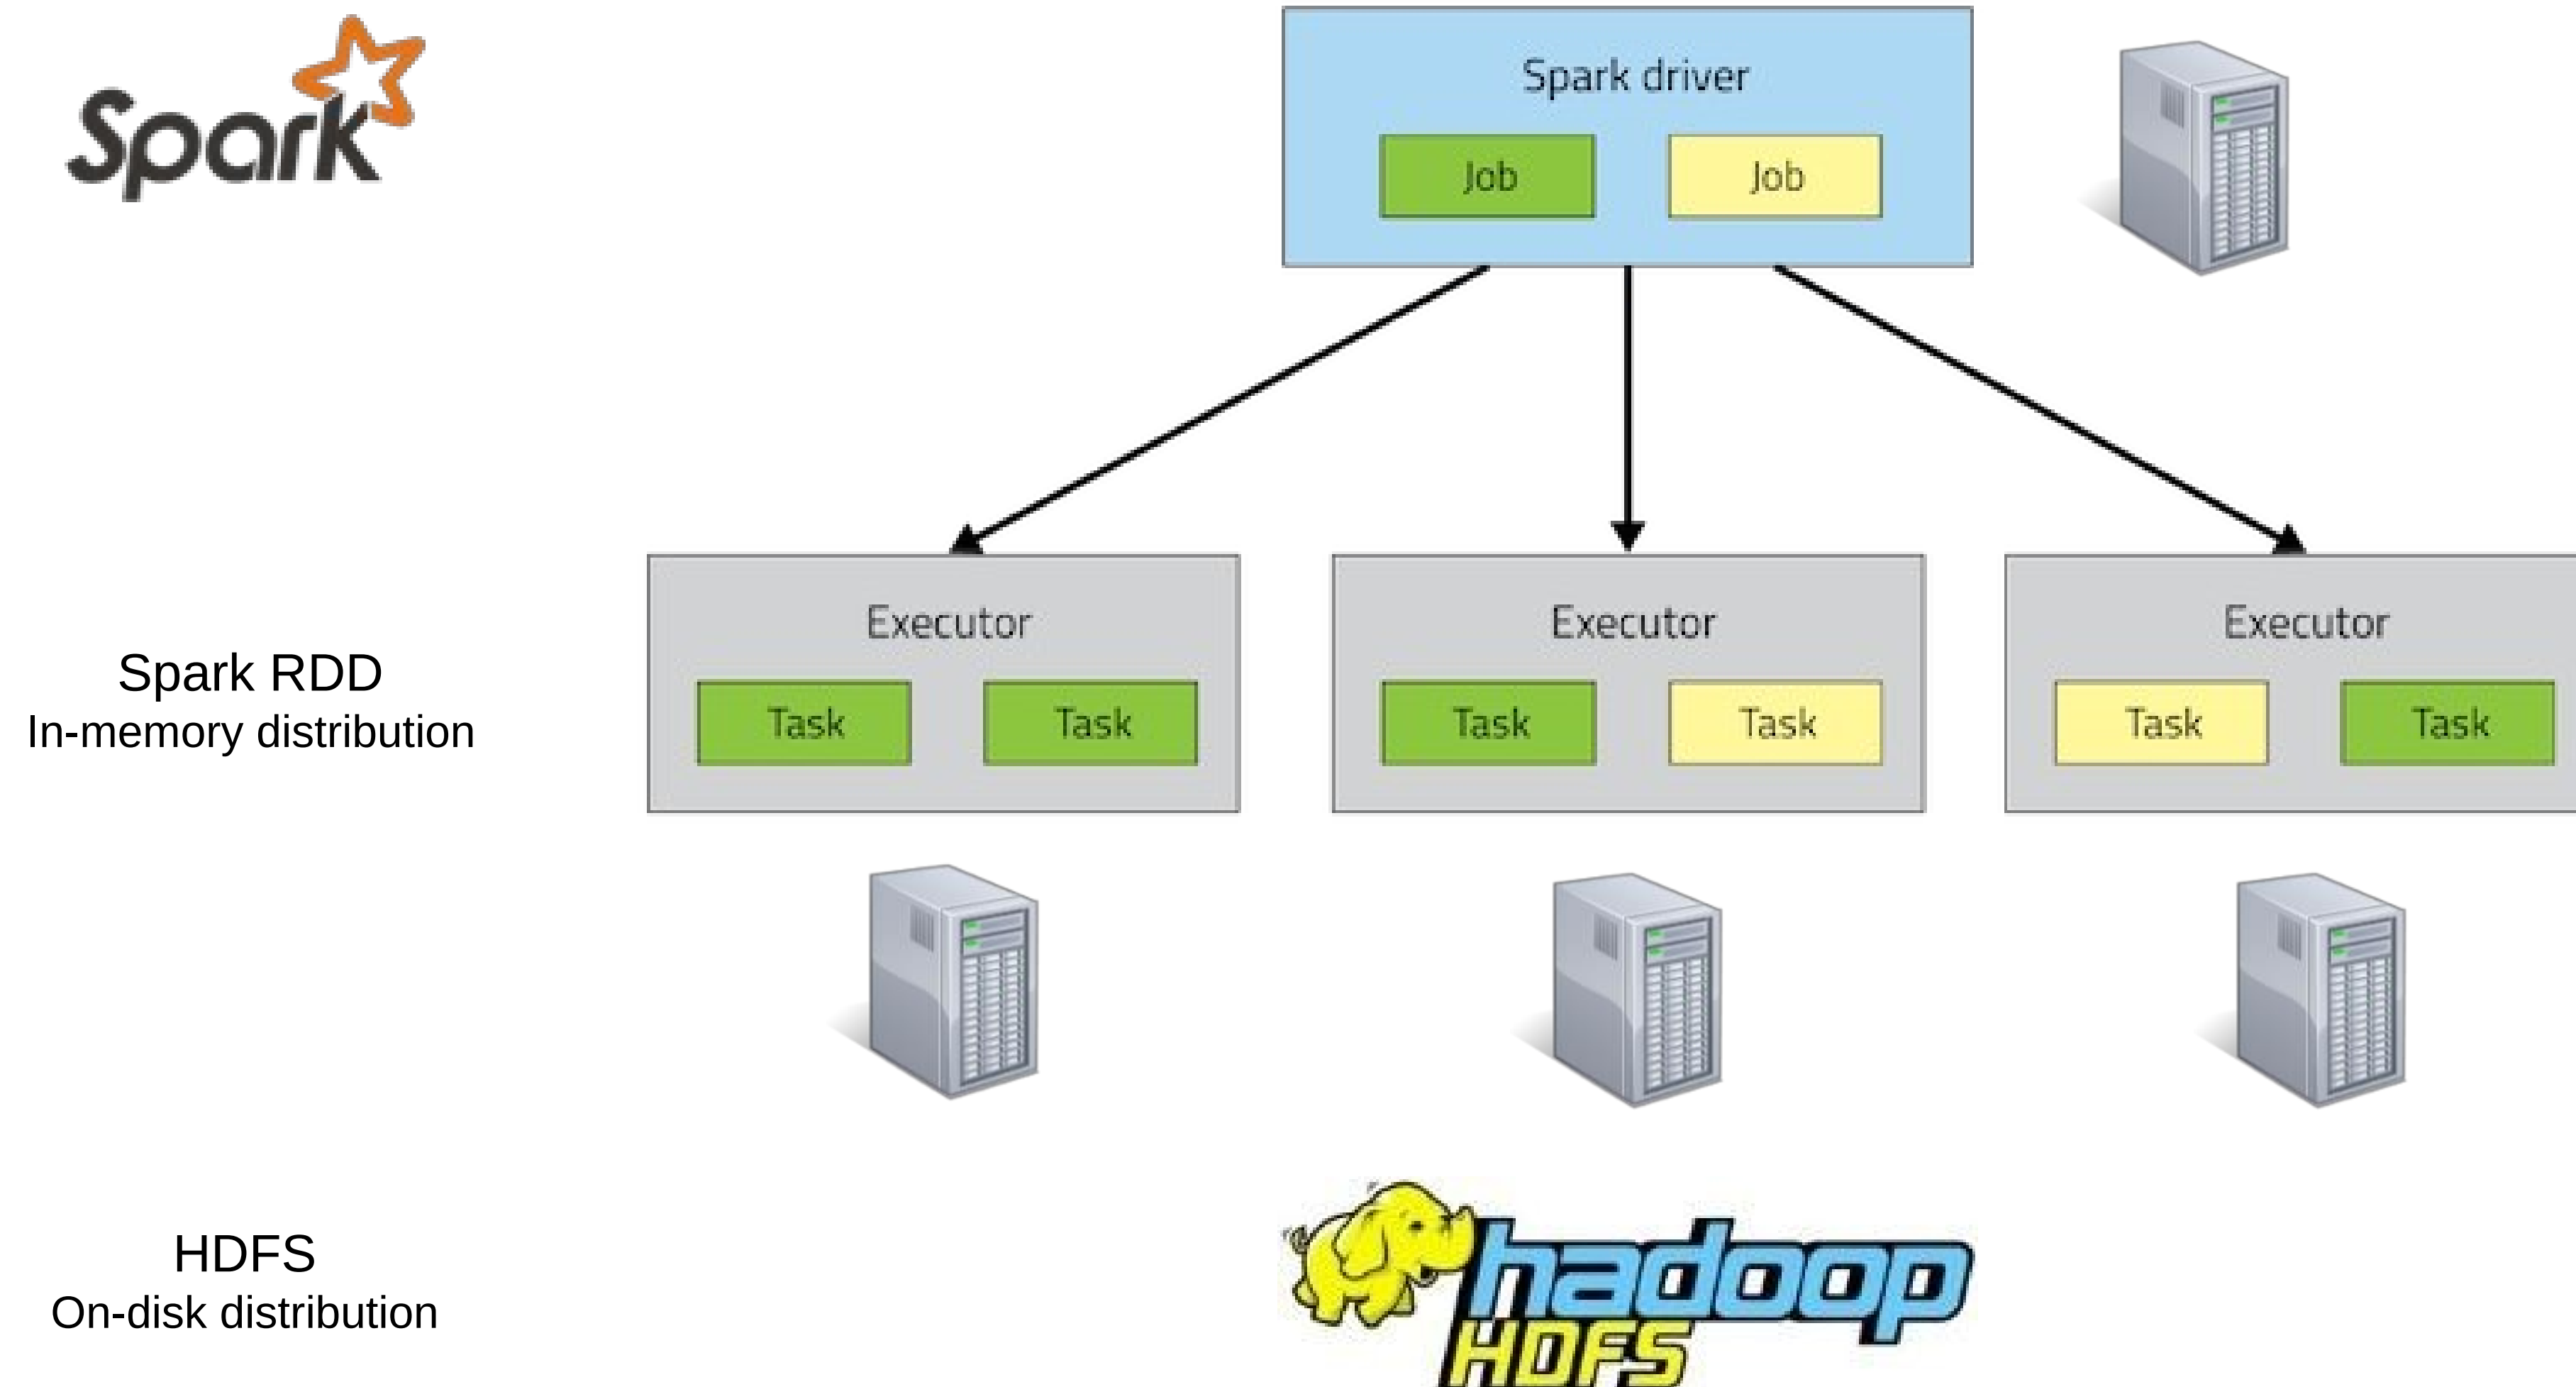 Spark
Spark driver
Job
Job
Spark RDD
In-memory distribution
Executor
Task
Task
Executor
Task
Task
Executor
Task
Task
HDFS
On-disk distribution
hadoop
HDFS